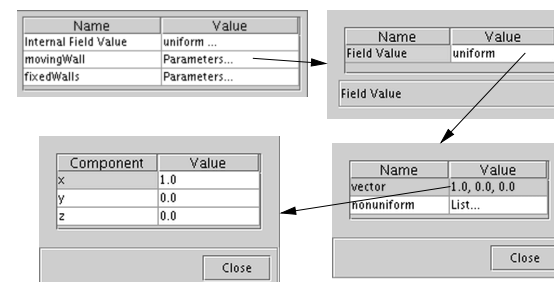 Name Value
Internal Field Value uniform ...
movingWall Parameters...
fixedWalls Parameters...
Name Value
Field Value uniform
Field Value
Component Value
x 1.0
y 0.0
z 0.0
Close
Name Value
vector 1.0, 0.0, 0.0
nonuniform List...
Close